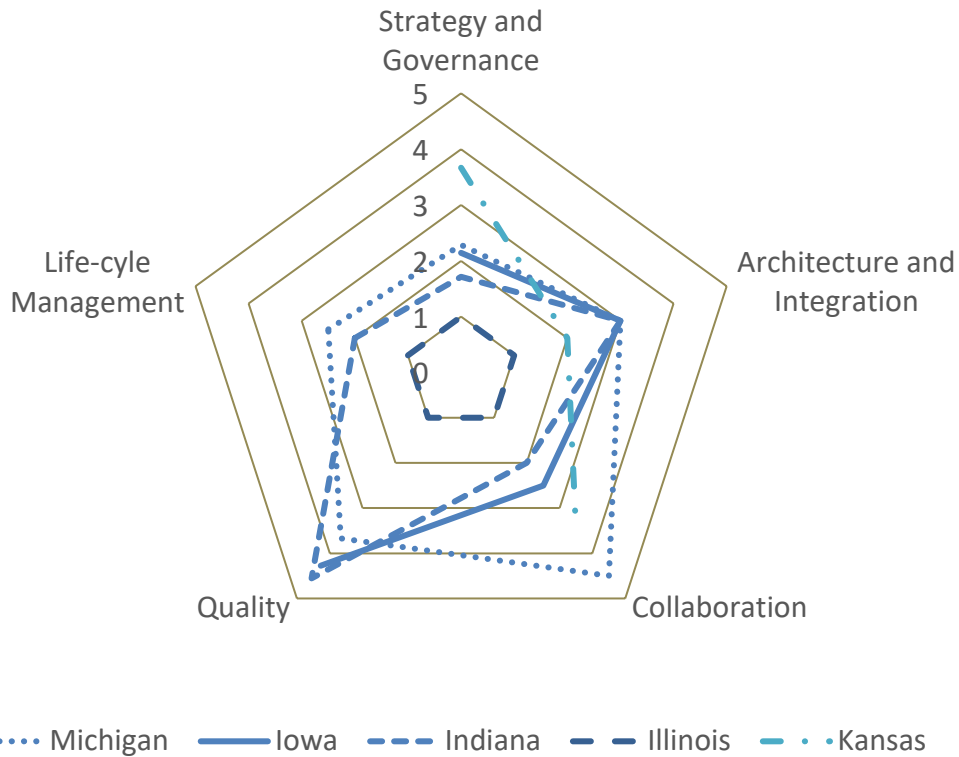 Strategy and
Governance
5
4
3
2
1
0
Architecture and
Integration
Life-cyle
Management
Quality
Collaboration
Michigan
Iowa
Indiana
Illinois
Kansas